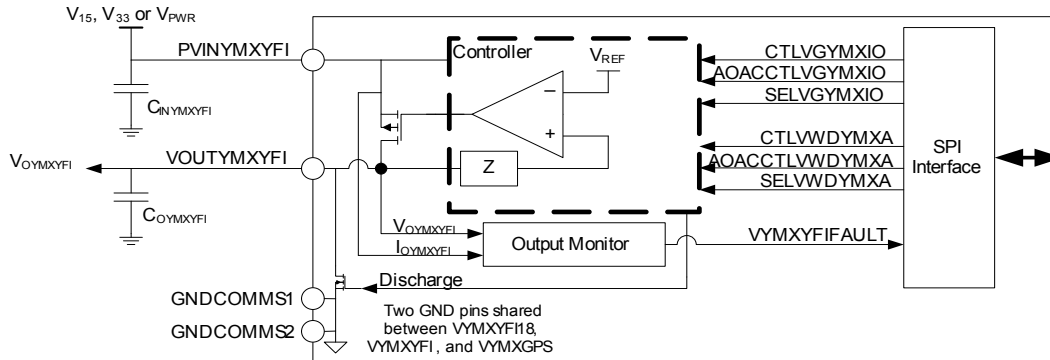 V15, V33 or VPWR
PVINYMXYFI
CINYMXYFI
VOYMXYFI
VOUTYMXYFI
COYMXYFI
GNDCOMMS1
GNDCOMMS2
Controller
VREF
−
+
Z
VOYMXYFI
IOYMXYFI
Output Monitor
Discharge
Two GND pins shared
between VYMXYFI18,
VYMXYFI, and VYMXGPS
CTLVGYMXIO
AOACCTLVGYMXIO
SELVGYMXIO
CTLVWDYMXA
AOACCTLVWDYMXA
SELVWDYMXA
VYMXYFIFAULT
SPI
Interface